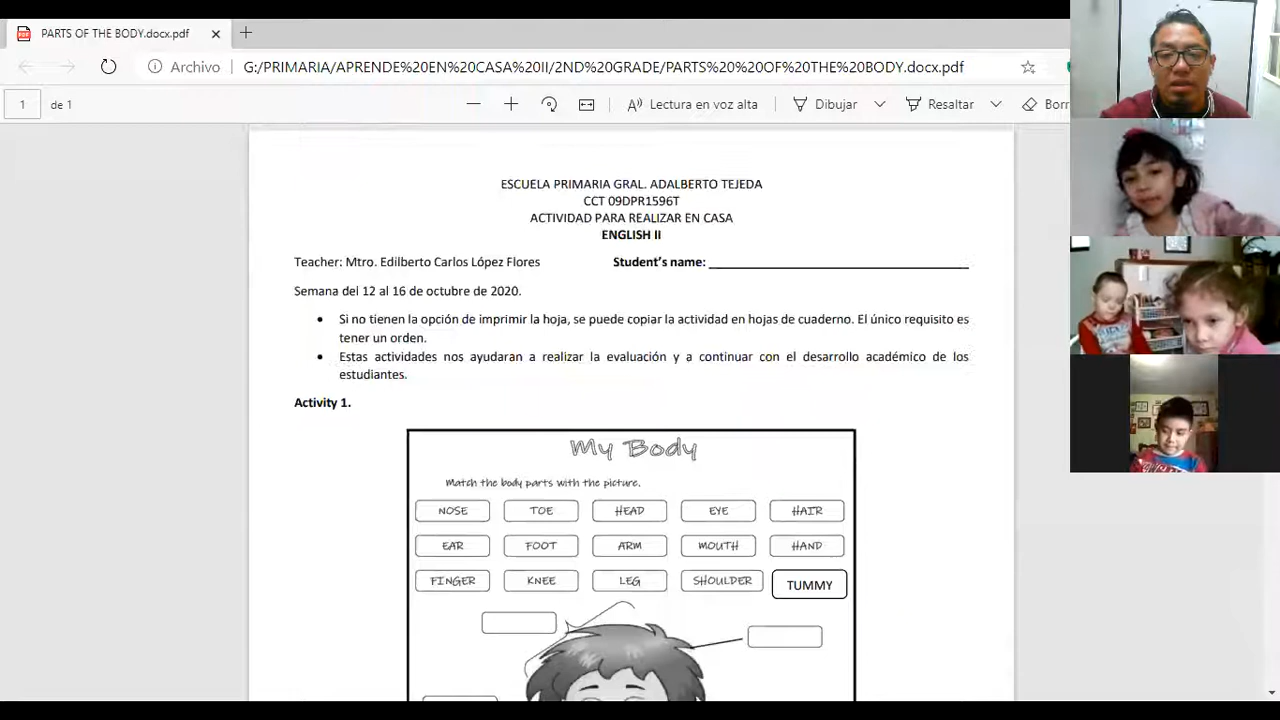 PARTS OF THE BODY.docx.pdf
Archivo
G:/PRIMARIA/APRENDE%20EN%20CASA%20II/2ND%20GRADE/PARTS%20%20OF%20THE%20BODY.docx.pdf
1 de 1
Lectura en voz alta
Dibujar
Resaltar
Borr
ESCUELA PRIMARIA GRAL. ADALBERTO TEJEDA
CCT 09DPR1596T
ACTIVIDAD PARA REALIZAR EN CASA
ENGLISH II
Teacher: Mtro. Edilberto Carlos López Flores Student's name:
Semana del 12 al 16 de octubre de 2020.
• Si no tienen la opción de imprimir la hoja, se puede copiar la actividad en hojas de cuaderno. El único requisito es
tener un orden.
• Estas actividades nos ayudaran a realizar la evaluación y a continuar con el desarrollo académico de los
estudiantes.
Activity 1.
My Body
Match the body parts with the picture.
NOSE TOE HEAD EYE HAIR
EAR FOOT ARM MOUTH HAND
FINGER KNEE LEG SHOULDER TUMMY